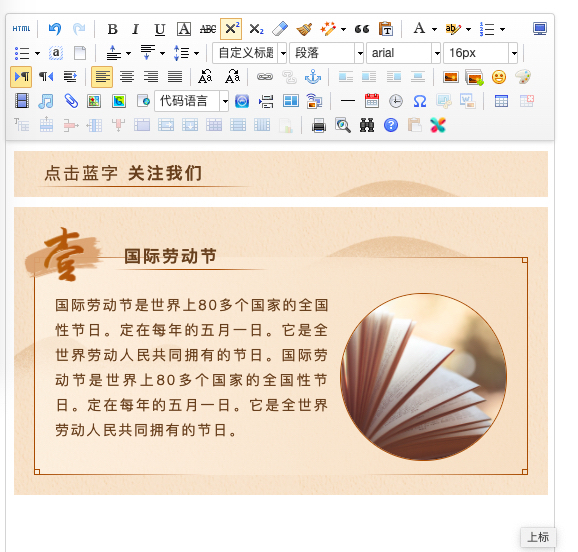 HTML
B I U A ABC X² X₂ A ab
自定义标题 段落 arial 16px
代码语言
点击蓝字 关注我们
壹
国际劳动节
国际劳动节是世界上80多个国家的全国
性节日。定在每年的五月一日。它是全
世界劳动人民共同拥有的节日。国际劳
动节是世界上80多个国家的全国性节
日。定在每年的五月一日。它是全世界
劳动人民共同拥有的节日。
上标